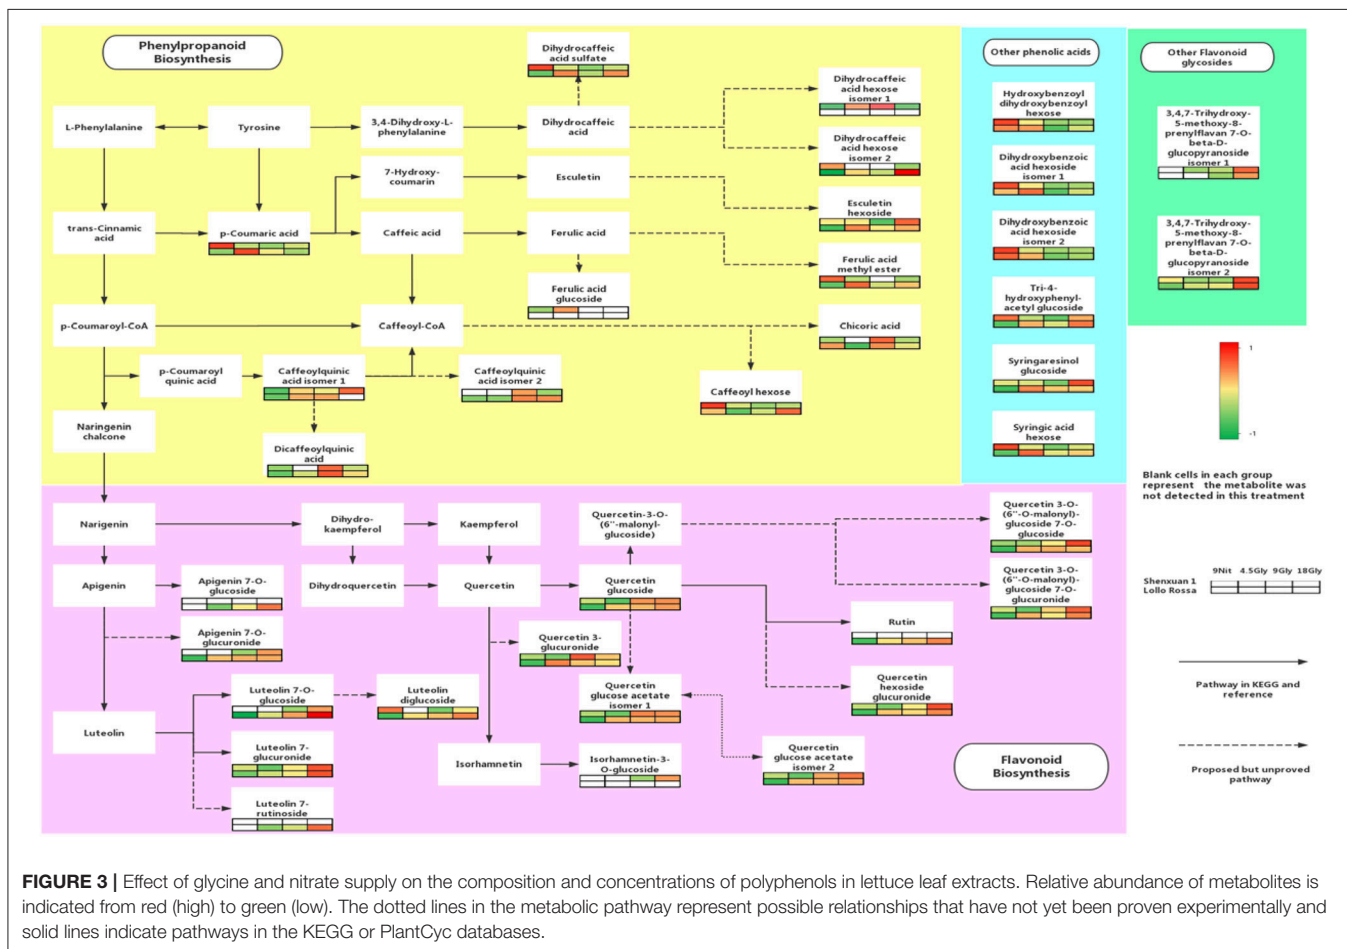 Phenylpropanoid
Biosynthesis
Dihydrocaffeic
acid sulfate
Other phenolic acids
Other Flavonoid
glycosides
L-Phenylalanine
Tyrosine
3,4-Dihydroxy-L-
phenylalanine
Dihydrocaffeic
acid
Dihydrocaffeic
acid hexose
isomer 1
Dihydrocaffeic
acid hexose
isomer 2
7-Hydroxy-
coumarin
Esculetin
Esculetin
hexoside
trans-Cinnamic
acid
p-Coumaric acid
Caffeic acid
Ferulic acid
Ferulic acid
methyl ester
Ferulic acid
glucoside
p-Coumaroyl-CoA
Caffeoyl-CoA
Chicoric acid
p-Coumaroyl
quinic acid
Caffeoylquinic
acid isomer 1
Caffeoylquinic
acid isomer 2
Caffeoyl hexose
Naringenin
chalcone
Dicaffeoylquinic
acid
Hydroxybenzoyl
dihydroxybenzoyl
hexose
Dihydroxybenzoic
acid hexoside
isomer 1
Dihydroxybenzoic
acid hexoside
isomer 2
Tri-4-
hydroxyphenyl-
acetyl glucoside
Syringaresinol
glucoside
Syringic acid
hexose
3,4,7-Trihydroxy-
5-methoxy-8-
prenylflavan 7-O-
beta-D-
glucopyranoside
isomer 1
3,4,7-Trihydroxy-
5-methoxy-8-
prenylflavan 7-O-
beta-D-
glucopyranoside
isomer 2
1
-1
Blank cells in each group
represent the metabolite was
not detected in this treatment
9Nit 4.5Gly 9Gly 18Gly
Shenxuan 1
Lollo Rossa
Pathway in KEGG and
reference
Proposed but unproved
pathway
Narigenin
Dihydro-
kaempferol
Kaempferol
Quercetin-3-O-
(6"-malonyl-
glucoside)
Quercetin 3-O-
(6"-O-malonyl)-
glucoside 7-O-
glucoside
Apigenin
Apigenin 7-O-
glucoside
Dihydroquercetin
Quercetin
Quercetin
glucoside
Quercetin 3-O-
(6"-O-malonyl)-
glucoside 7-O-
glucuronide
Apigenin 7-O-
glucuronide
Quercetin 3-
glucuronide
Rutin
Luteolin 7-O-
glucoside
Luteolin
diglucoside
Quercetin
glucose acetate
isomer 1
Quercetin
hexoside
glucuronide
Luteolin
Luteolin 7-
glucuronide
Isorhamnetin
Isorhamnetin-3-
O-glucoside
Quercetin
glucose acetate
isomer 2
Luteolin 7-
rutinoside
Flavonoid
Biosynthesis
FIGURE 3 | Effect of glycine and nitrate supply on the composition and concentrations of polyphenols in lettuce leaf extracts. Relative abundance of metabolites is
indicated from red (high) to green (low). The dotted lines in the metabolic pathway represent possible relationships that have not yet been proven experimentally and
solid lines indicate pathways in the KEGG or PlantCyc databases.